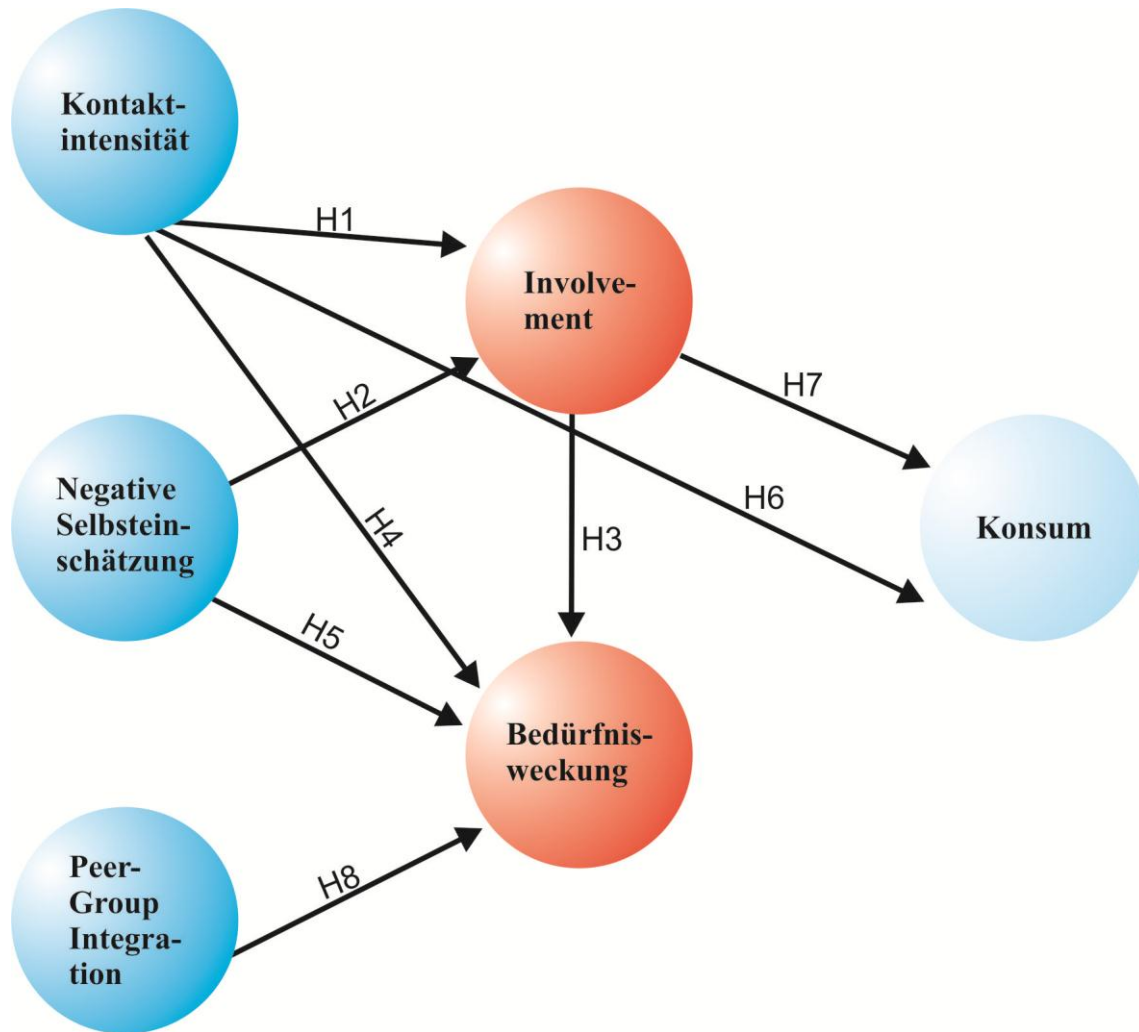 Kontakt-
intensität
H1
Involve-
ment
H2
H7
Negative
Selbstein-
schätzung
H4
H6
H3
Konsum
H5
Bedürfnis-
weckung
Peer-
Group
Integra-
tion
H8